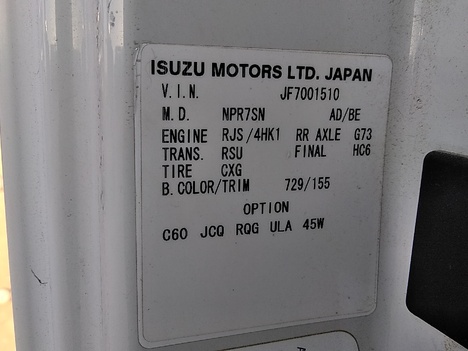 ISUZU MOTORS LTD. JAPAN
V.I.N. JF7001510
M.D. NPR7SN AD/BE
ENGINE RJS/4HK1 RR AXLE G73
TRANS. RSU FINAL HC6
TIRE CXG
B.COLOR/TRIM 729/155
OPTION
C60 JCQ RQG ULA 45W